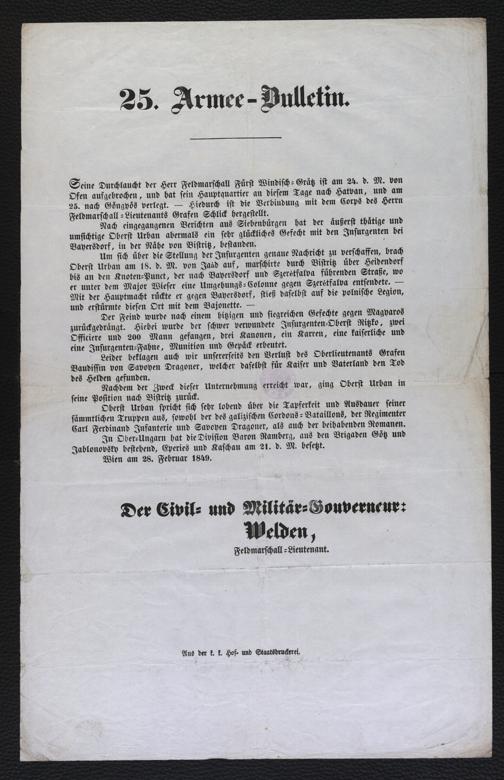 25. Armee-Bulletin.
Seine Durchlaucht der Herr Feldmarschall Fürst Windisch-Grätz ist am 24. d. M. von
Ofen aufgebrochen, und hat sein Hauptquartier an diesem Tage nach Hatvan, und am
25. nach Göngyös verlegt. — Hiedurch ist die Verbindung mit dem Corps des Herrn
Feldmarschall-Lieutenants Grafen Schlick hergestellt.
Nach eingegangenen Berichten aus Siebenbürgen hat der äußerst thätige und
umsichtige Oberst Urban abermals ein sehr glückliches Gefecht mit den Insurgenten bei
Bayersdorf, in der Nähe von Bistritz, bestanden.
Um sich über die Stellung der Insurgenten genaue Nachricht zu verschaffen, brach
Oberst Urban am 18. d. M. von Jaád auf, marschirte durch Bistritz über Heidendorf
bis an den Knoten-Punct, der nach Bayersdorf und Szeretfalva führenden Straße, wo
er unter dem Major Wieser eine Umgehungs-Colonne gegen Szeretfalva entsendete. —
Mit der Hauptmacht rückte er gegen Bayersdorf, stieß daselbst auf die polnische Legion,
und erstürmte diesen Ort mit dem Bajonette. —
Der Feind wurde nach einem hitzigen und siegreichen Gefechte gegen Magyaros
zurückgedrängt. Hiebei wurde der schwer verwundete Insurgenten-Oberst Rizko, zwei
Officiere und 200 Mann gefangen, drei Kanonen, ein Karren, eine kaiserliche und
eine Insurgenten-Fahne, Munition und Gepäck erbeutet.
Leider beklagen auch wir unsererseits den Verlust des Oberlieutenants Grafen
Baudissin von Savoyen Dragoner, welcher daselbst für Kaiser und Vaterland den Tod
des Helden gefunden.
Nachdem der Zweck dieser Unternehmung erreicht war, ging Oberst Urban in
seine Position nach Bistritz zurück.
Oberst Urban spricht sich sehr lobend über die Tapferkeit und Ausdauer seiner
sämmtlichen Truppen aus, sowohl der des galizischen Cordons-Bataillons, der Regimenter
Carl Ferdinand Infanterie und Savoyen Dragoner, als auch der beihabenden Romanen.
In Ober-Ungarn hat die Division Baron Ramberg, aus den Brigaden Götz und
Jablonovsky bestehend, Eperies und Kaschau am 21. d. M. besetzt.
Wien am 28. Februar 1849.
Der Civil- und Militär-Gouverneur:
Welden,
Feldmarschall-Lieutenant.
Aus der k. k. Hof- und Staatsdruckerei.